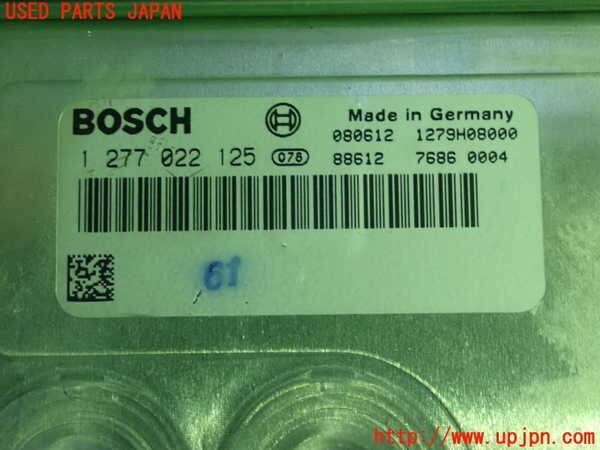 USED PARTS JAPAN
BOSCH
Made in Germany
080612 1279H08000
1 277 022 125 078 88612 7686 0004
61
http://www.upjpn.com/